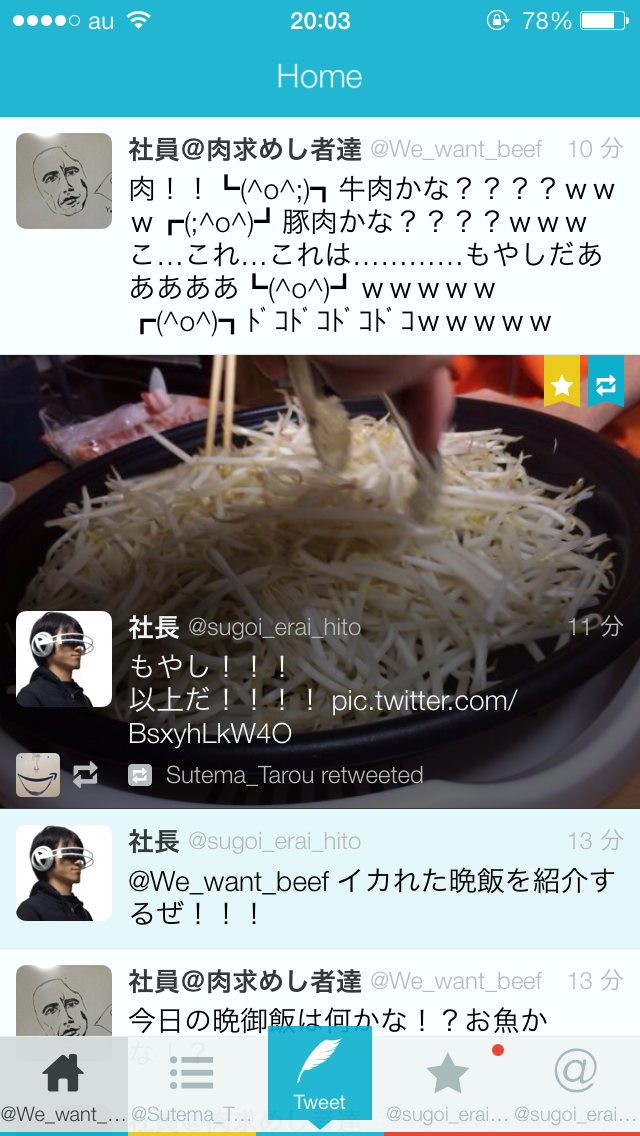 au 20:03 78%
Home
社員@肉求めし者達 @We_want_beef 10 分
肉！！┗(^o^;)┓牛肉かな？？？？ｗｗ
ｗ┏(;^o^)┛豚肉かな？？？？ｗｗｗ
こ…これ…これは…………もやしだあ
ああああ┗(^o^)┛ｗｗｗｗｗ
┏(^o^)┓ﾄﾞｺﾄﾞｺﾄﾞｺﾄﾞｺｗｗｗｗｗ
社長 @sugoi_erai_hito 11 分
もやし！！！
以上だ！！！！ pic.twitter.com/
BsxyhLkW4O
Sutema_Tarou retweeted
社長 @sugoi_erai_hito 13 分
@We_want_beef イカれた晩飯を紹介す
るぜ！！！
社員@肉求めし者達 @We_want_beef 13 分
今日の晩御飯は何かな！？お魚か
な！？
Tweet
@We_want_... @Sutema_T... @sugoi_erai... @sugoi_erai...